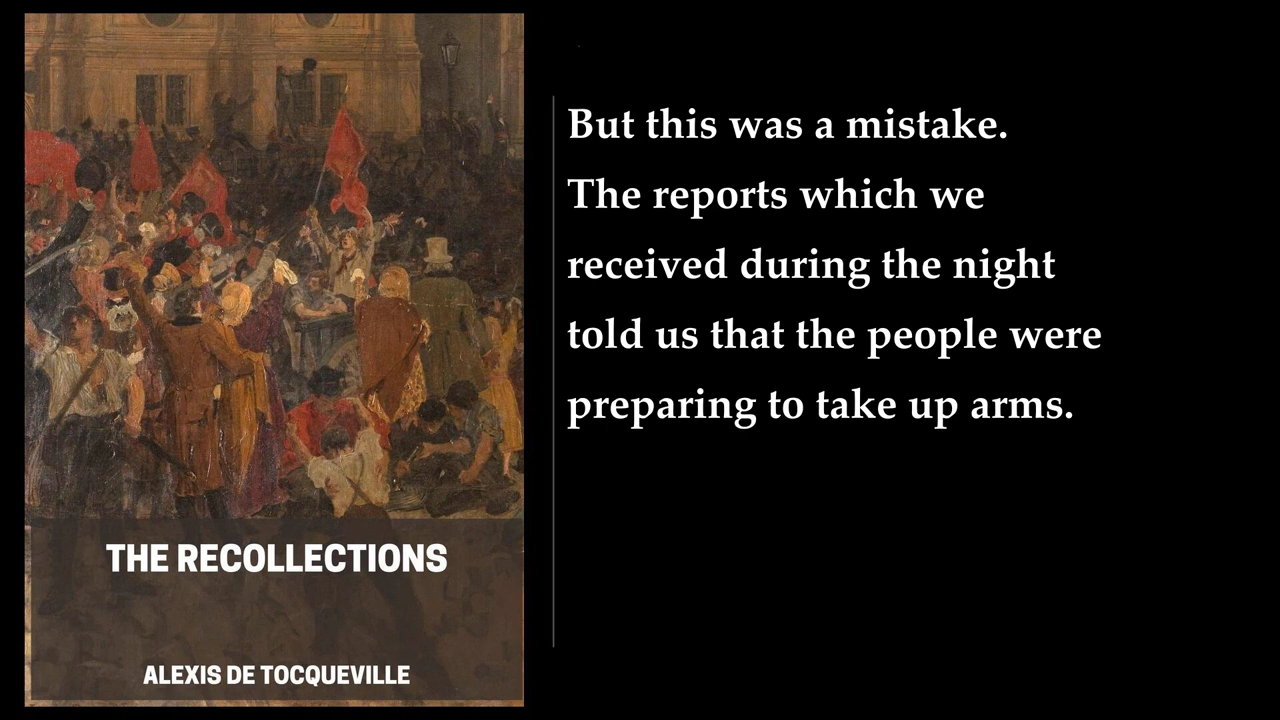 But this was a mistake.
The reports which we
received during the night
told us that the people were
preparing to take up arms.
THE RECOLLECTIONS
ALEXIS DE TOCQUEVILLE